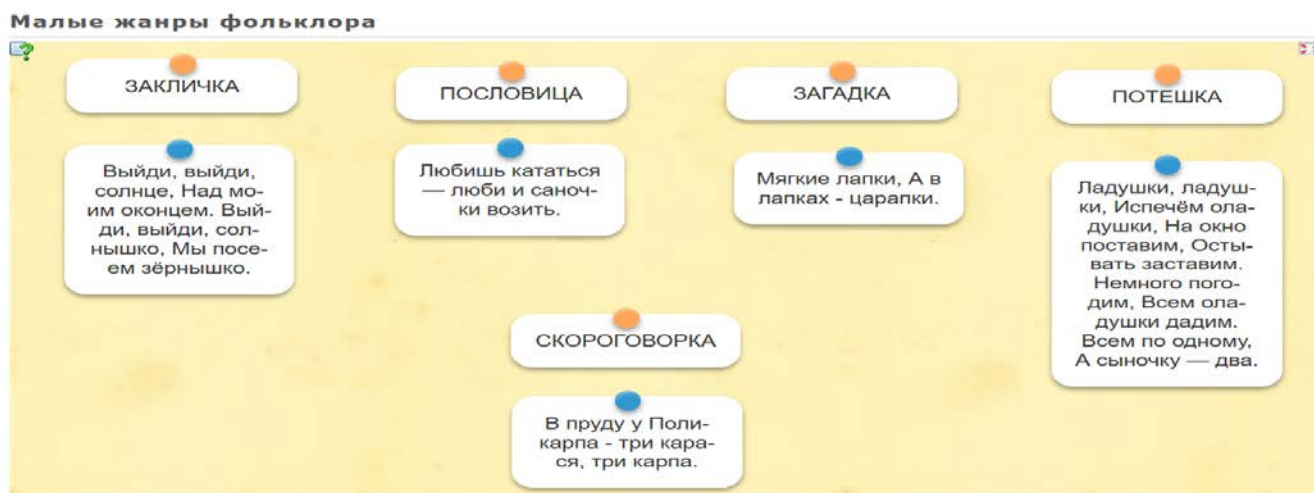 Малые жанры фольклора
ЗАКЛИЧКА
Выйди, выйди,
солнце, Над мо-
им оконцем. Вый-
ди, выйди, сол-
нышко, Мы посе-
ем зёрнышко.
ПОСЛОВИЦА
Любишь кататься
— люби и саноч-
ки возить.
ЗАГАДКА
Мягкие лапки, А в
лапках - царапки.
ПОТЕШКА
Ладушки, ладуш-
ки, Испечём ола-
душки, На окно
поставим, Осты-
вать заставим.
Немного пого-
дим, Всем ола-
душки дадим.
Всем по одному,
А сыночку — два.
СКОРОГОВОРКА
В пруду у Поли-
карпа - три кара-
ся, три карпа.